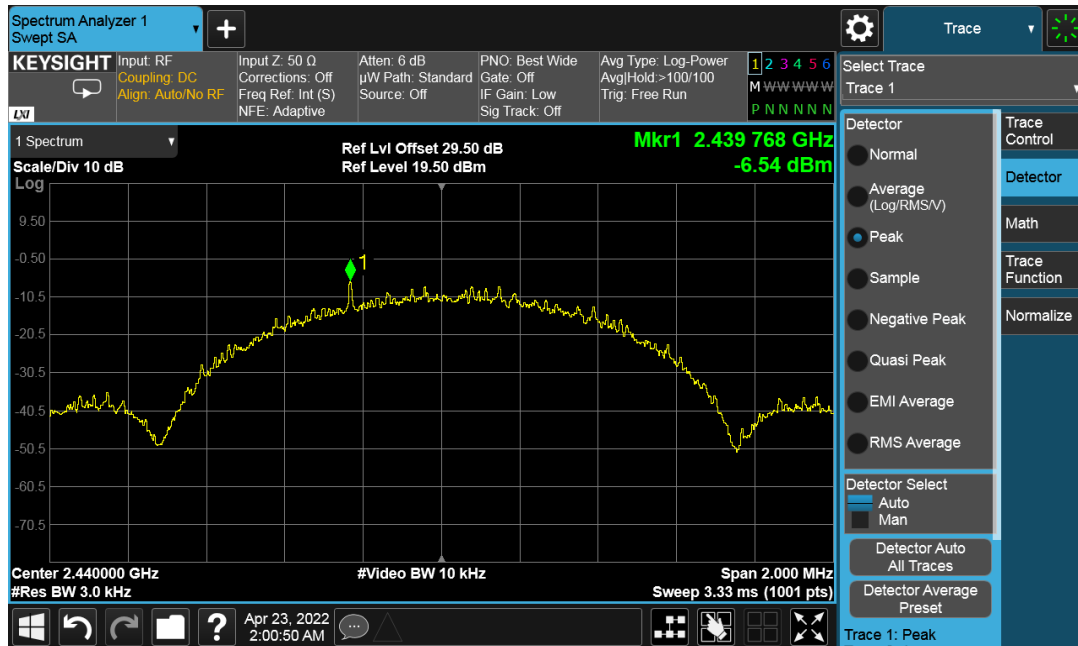 Spectrum Analyzer 1
Swept SA
Trace
KEYSIGHT
LXI
Input: RF
Coupling: DC
Align: Auto/No RF
Input Z: 50 Ω
Corrections: Off
Freq Ref: Int (S)
NFE: Adaptive
Atten: 6 dB
µW Path: Standard
Source: Off
PNO: Best Wide
Gate: Off
IF Gain: Low
Sig Track: Off
Avg Type: Log-Power
Avg|Hold:>100/100
Trig: Free Run
1 2 3 4 5 6
M W W W W W
P N N N N N
Select Trace
Trace 1
1 Spectrum
Scale/Div 10 dB
Log
Ref Lvl Offset 29.50 dB
Ref Level 19.50 dBm
Mkr1 2.439 768 GHz
-6.54 dBm
9.50
-0.50
-10.5
-20.5
-30.5
-40.5
-50.5
-60.5
-70.5
1
Center 2.440000 GHz
#Res BW 3.0 kHz
#Video BW 10 kHz
Span 2.000 MHz
Sweep 3.33 ms (1001 pts)
Detector
Normal
Average
(Log/RMS/V)
Peak
Sample
Negative Peak
Quasi Peak
EMI Average
RMS Average
Detector Select
Auto
Man
Detector Auto
All Traces
Detector Average
Preset
Trace 1: Peak
Trace
Control
Detector
Math
Trace
Function
Normalize
?
Apr 23, 2022
2:00:50 AM